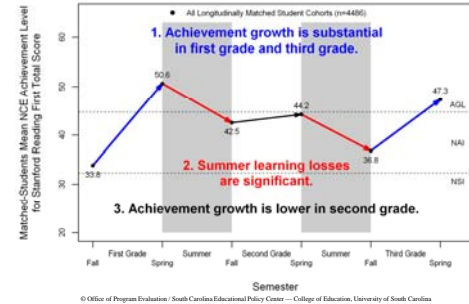 All Longitudinally Matched Student Cohorts (n=4486)
1. Achievement growth is substantial
in first grade and third grade.
Matched-Students Mean NCE Achievement Level
for Stanford Reading First Total Score
60
50
40
30
20
50.6
47.3
44.2
42.5
36.8
33.8
AGL
NAI
NSI
2. Summer learning losses
are significant.
3. Achievement growth is lower in second grade.
First Grade
Summer
Second Grade
Summer
Third Grade
Fall
Spring
Fall
Spring
Fall
Spring
Semester
© Office of Program Evaluation / South Carolina Educational Policy Center — College of Education, University of South Carolina